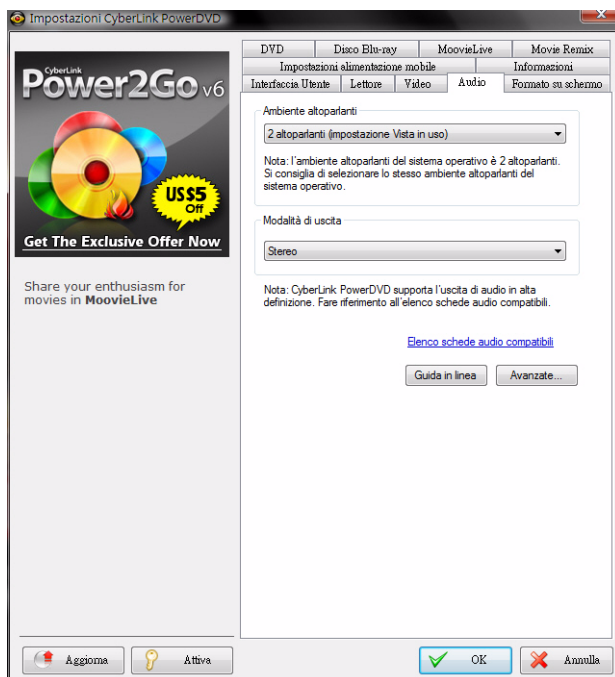 Impostazioni CyberLink PowerDVD
CyberLink
Power2Go v6
US$5
Off
Get The Exclusive Offer Now
Share your enthusiasm for
movies in MoovieLive
DVD
Disco Blu-ray
MoovieLive
Movie Remix
Impostazioni alimentazione mobile
Informazioni
Interfaccia Utente
Lettore
Video
Audio
Formato su schermo
Ambiente altoparlanti
2 altoparlanti (impostazione Vista in uso)
Nota: l'ambiente altoparlanti del sistema operativo è 2 altoparlanti.
Si consiglia di selezionare lo stesso ambiente altoparlanti del
sistema operativo.
Modalità di uscita
Stereo
Nota: CyberLink PowerDVD supporta l'uscita di audio in alta
definizione. Fare riferimento all'elenco schede audio compatibili.
Elenco schede audio compatibili
Guida in linea
Avanzate...
Aggiorna
Attiva
OK
Annulla